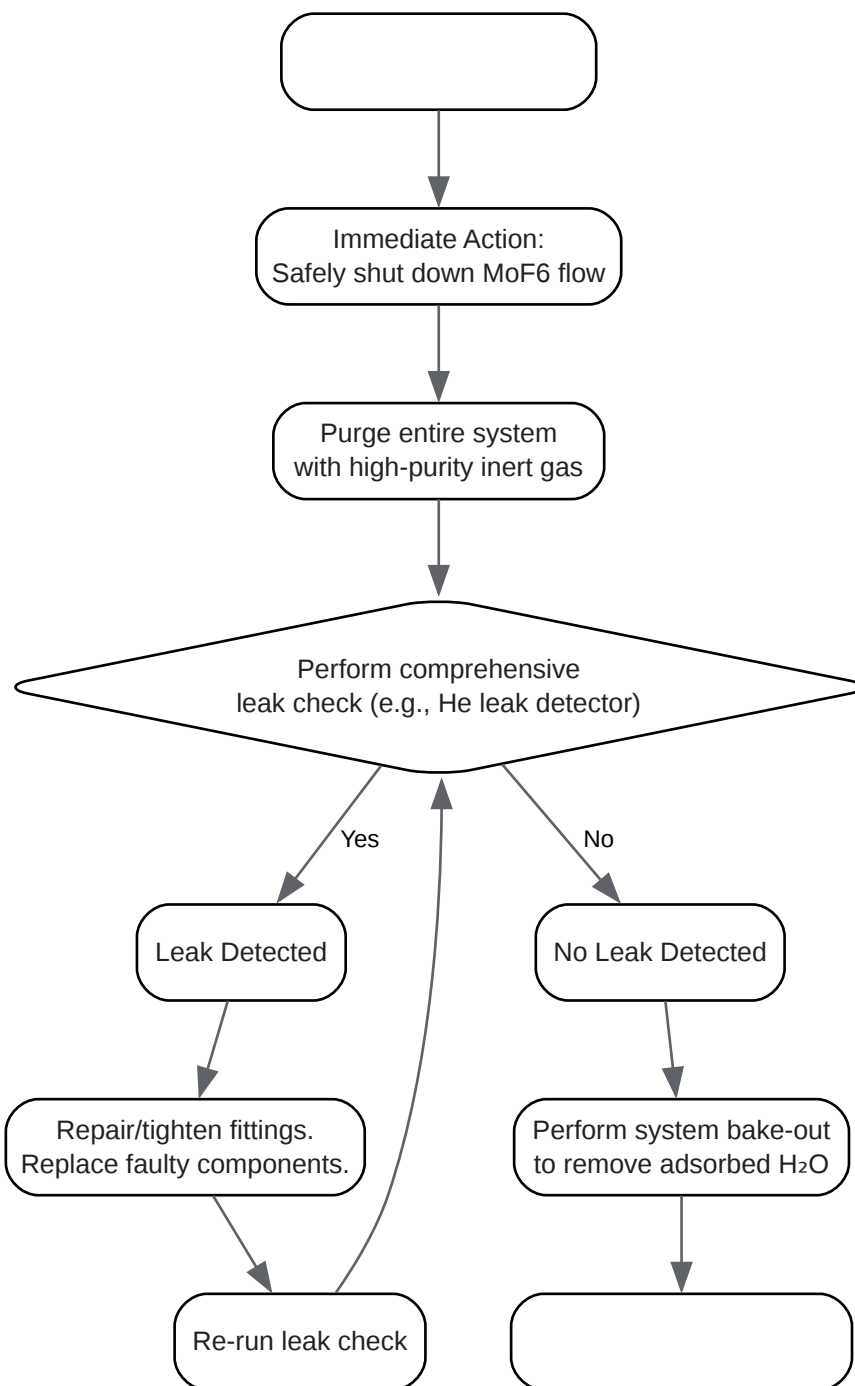 Immediate Action:
Safely shut down MoF6 flow
Purge entire system
with high-purity inert gas
Perform comprehensive
leak check (e.g., He leak detector)
Yes
No
Leak Detected
No Leak Detected
Repair/tighten fittings.
Replace faulty components.
Perform system bake-out
to remove adsorbed H₂O
Re-run leak check